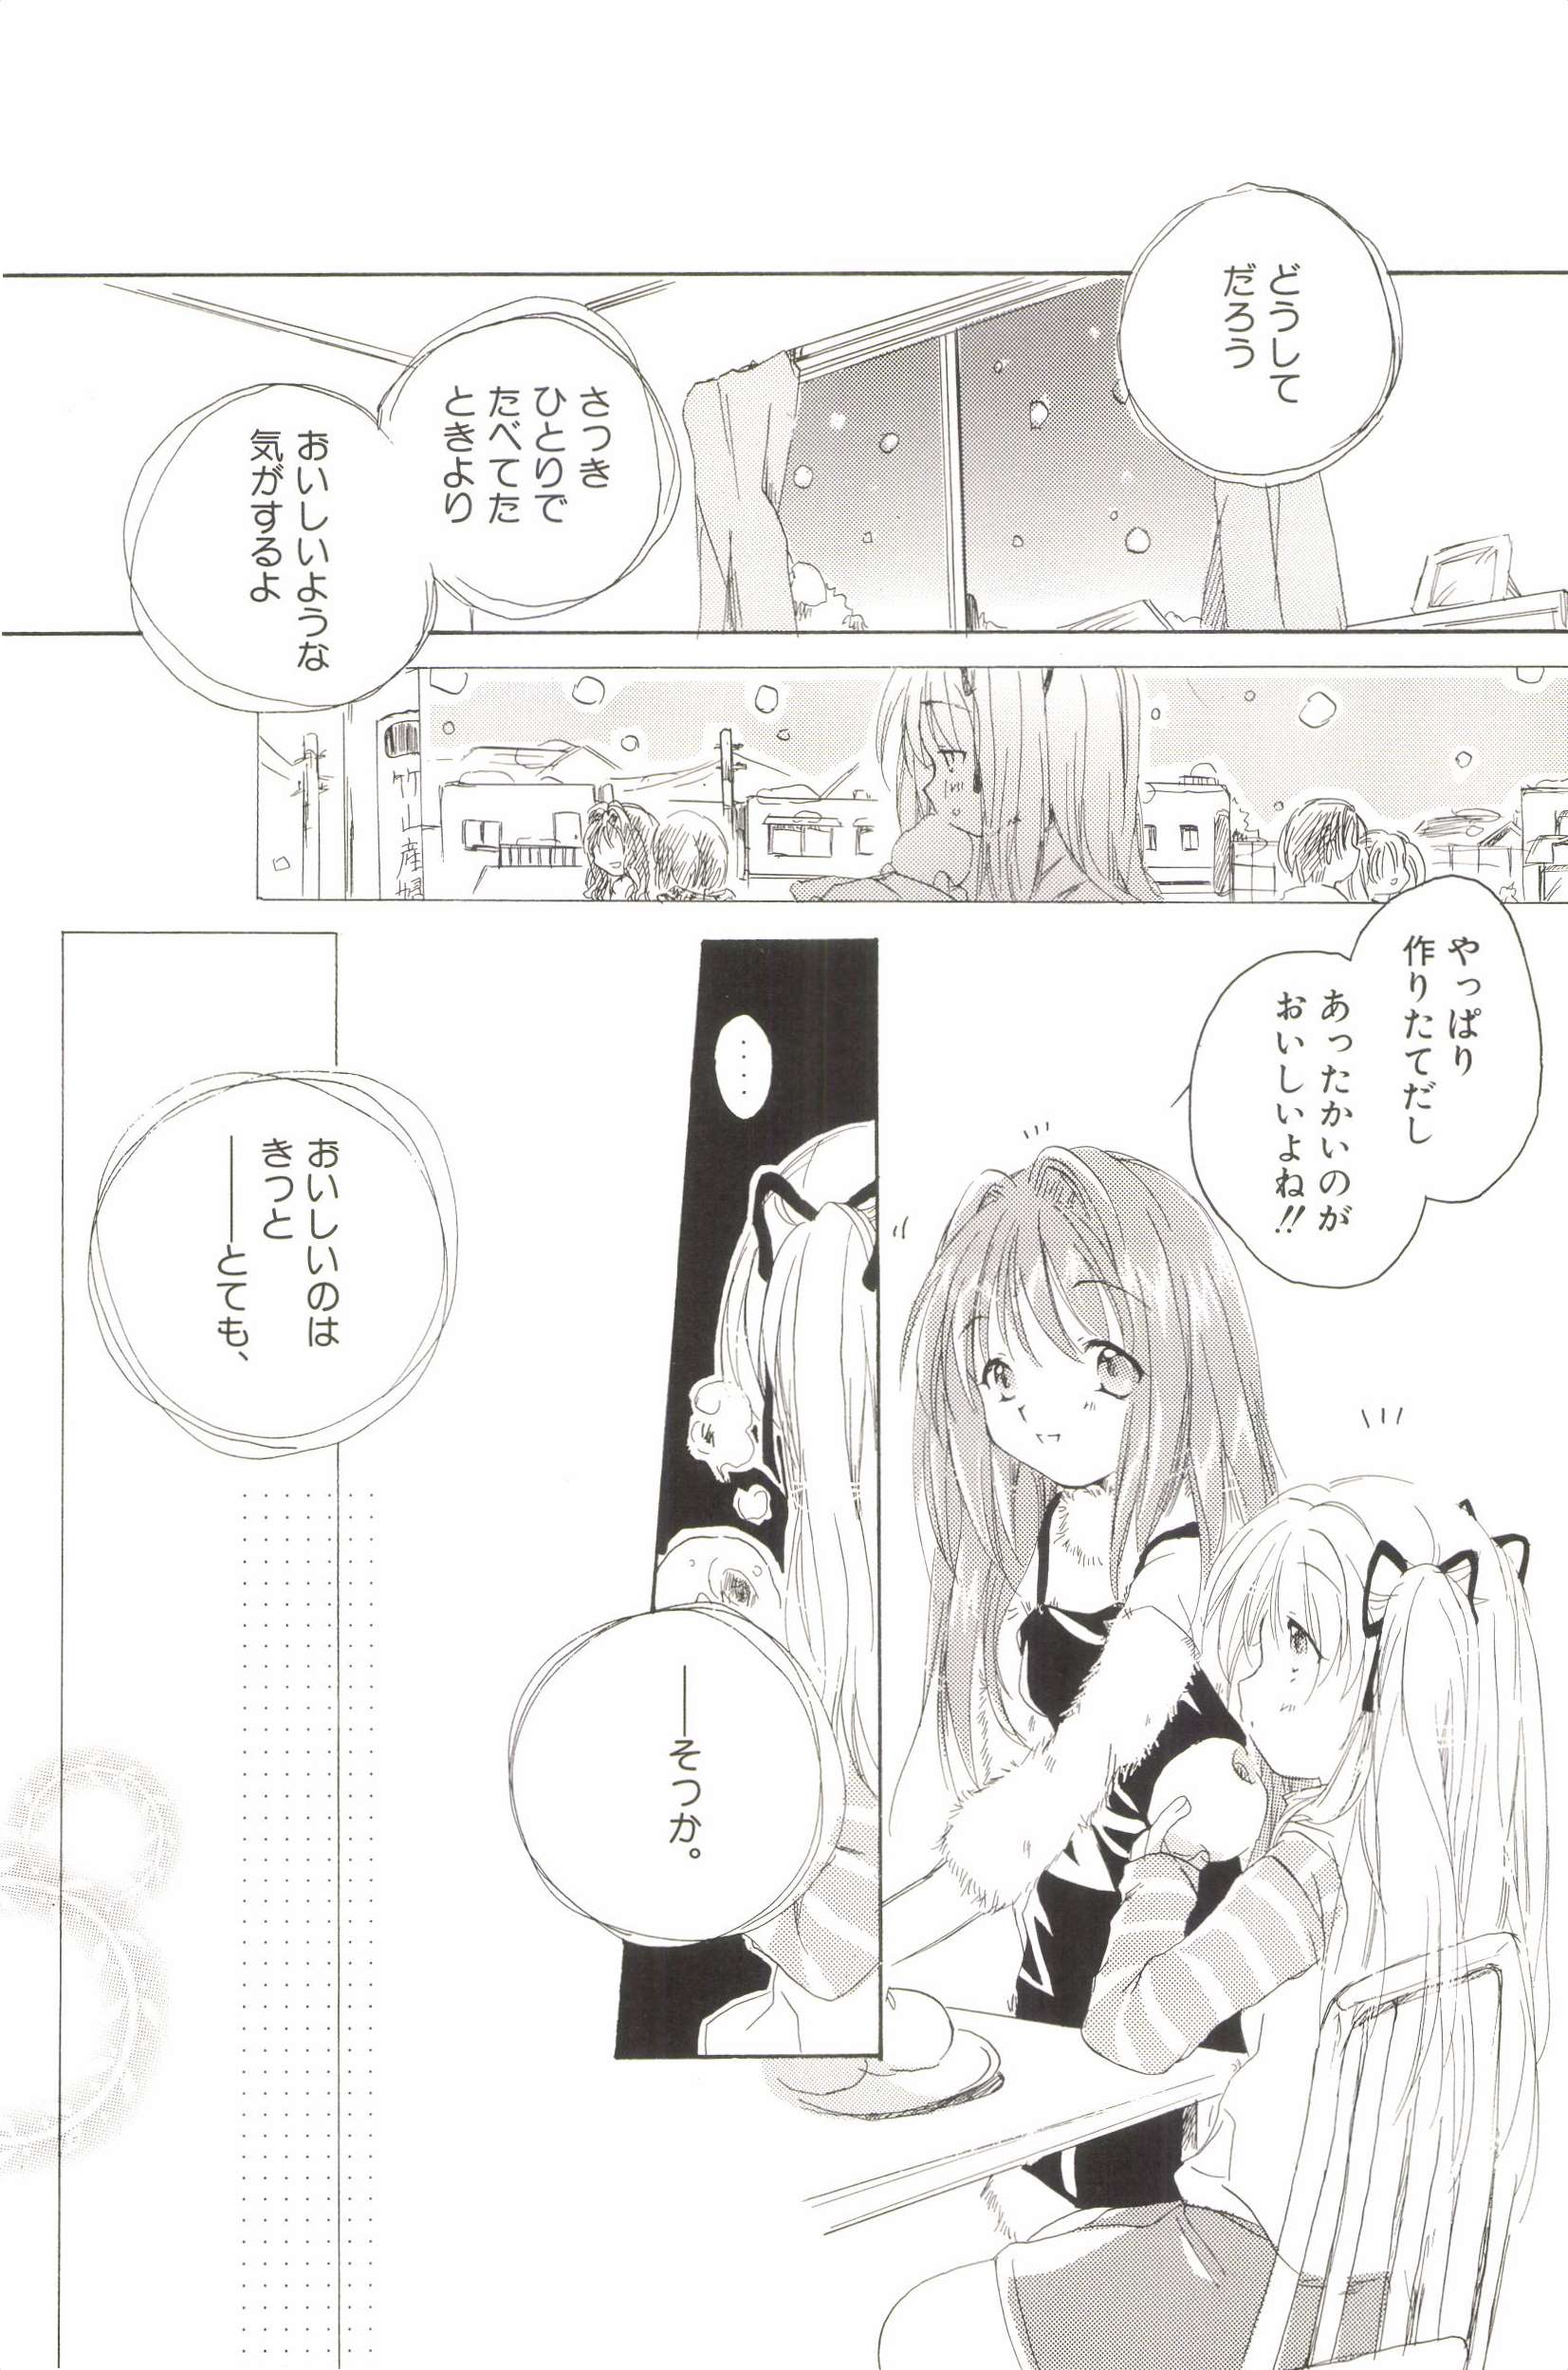 どうして
だろう
さつき
ひとりで
たべてた
ときより
おいしいような
気がするよ
竹山産婦
やっぱり
作りたてだし
あったかいのが
おいしいよね!!
‥‥
――そつか。
おいしいのは
きつと
――とても、